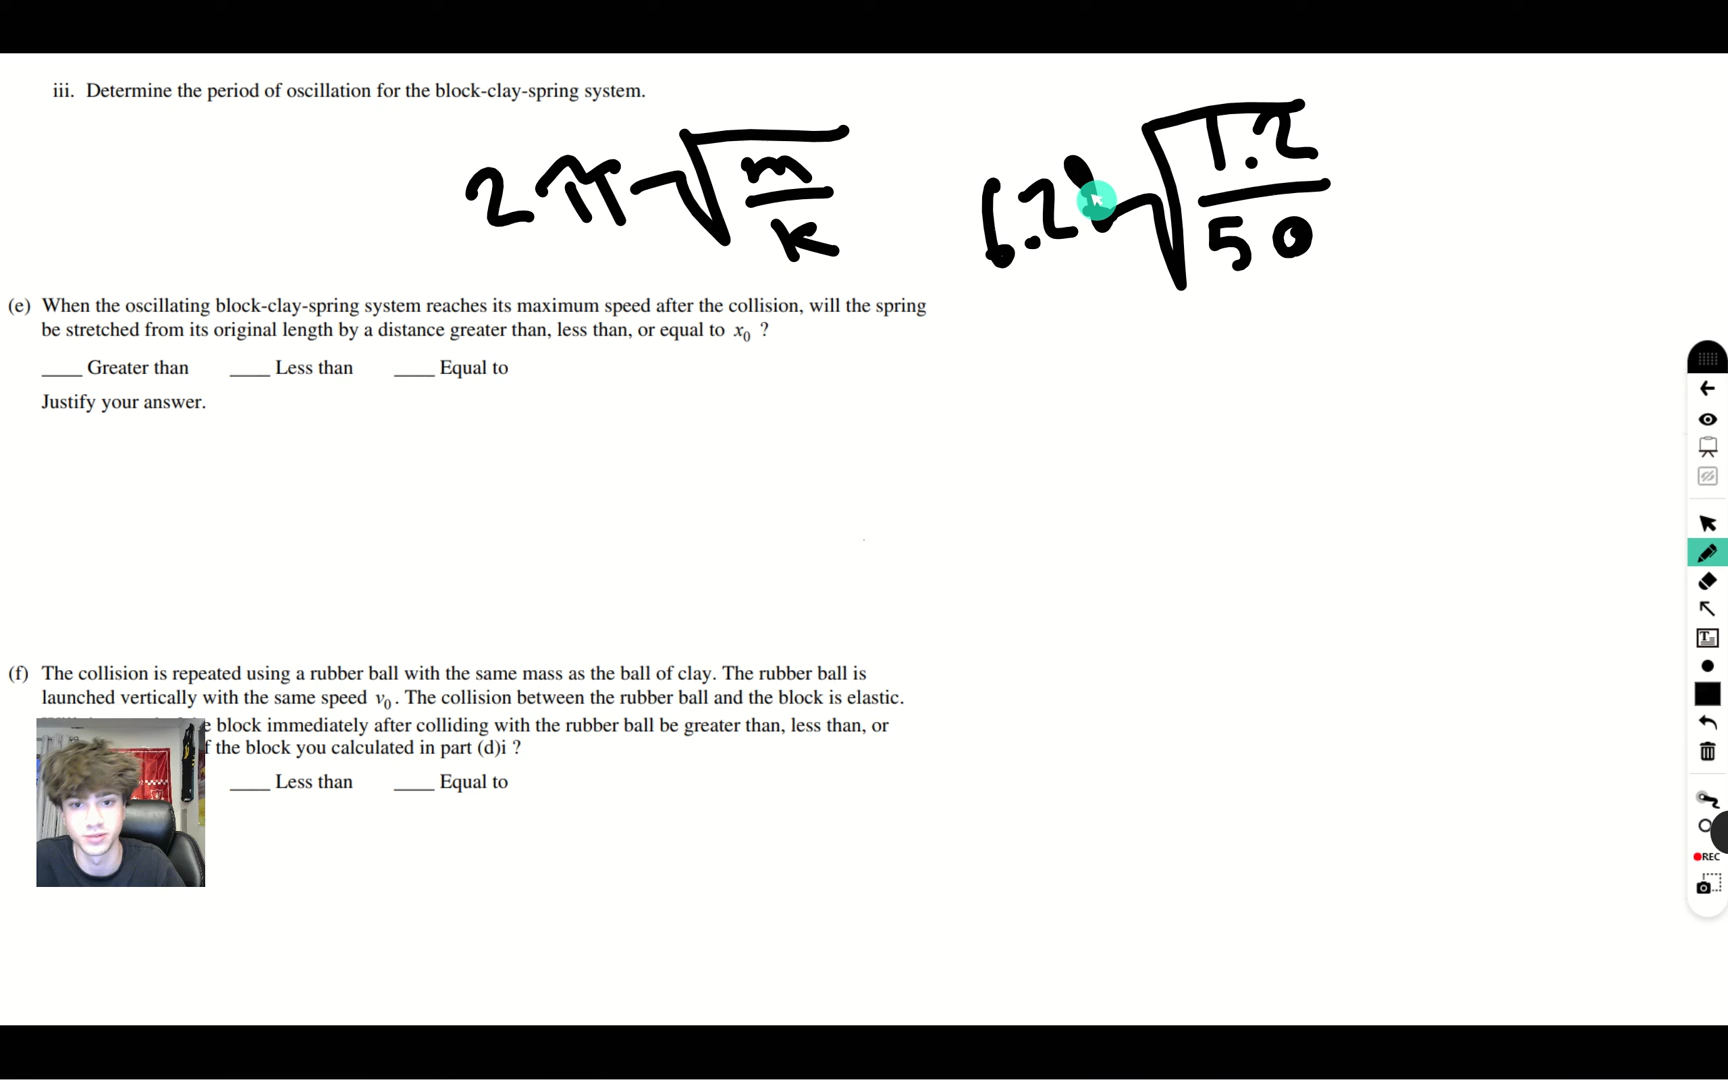 iii. Determine the period of oscillation for the block-clay-spring system.
2π√(m/k) 6.28√(1.2/50)
(e) When the oscillating block-clay-spring system reaches its maximum speed after the collision, will the spring
be stretched from its original length by a distance greater than, less than, or equal to x₀ ?
____ Greater than ____ Less than ____ Equal to
Justify your answer.
(f) The collision is repeated using a rubber ball with the same mass as the ball of clay. The rubber ball is
launched vertically with the same speed v₀. The collision between the rubber ball and the block is elastic.
e block immediately after colliding with the rubber ball be greater than, less than, or
f the block you calculated in part (d)i ?
____ Less than ____ Equal to
REC